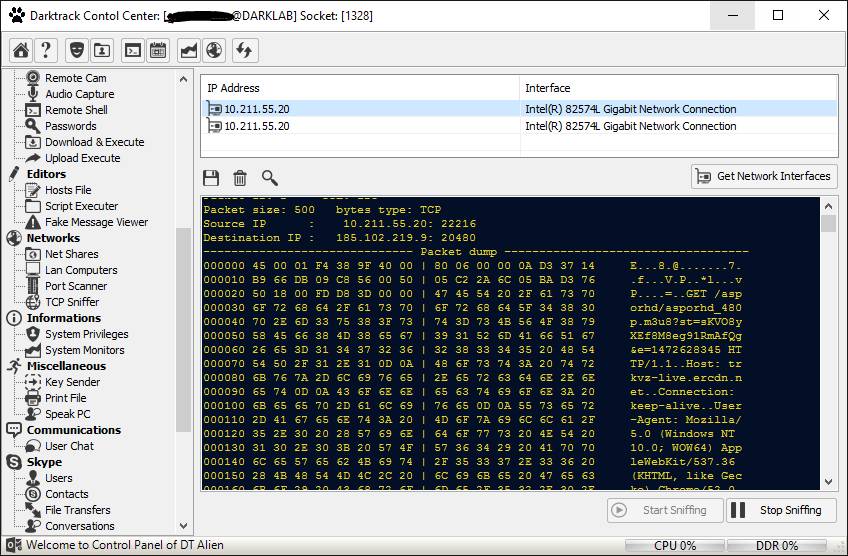 Darktrack Contol Center: [ @DARKLAB] Socket: [1328]
Remote Cam
Audio Capture
Remote Shell
Passwords
Download & Execute
Upload Execute
Editors
Hosts File
Script Executer
Fake Message Viewer
Networks
Net Shares
Lan Computers
Port Scanner
TCP Sniffer
Informations
System Privileges
System Monitors
Miscellaneous
Key Sender
Print File
Speak PC
Communications
User Chat
Skype
Users
Contacts
File Transfers
Conversations
IP Address Interface
10.211.55.20 Intel(R) 82574L Gigabit Network Connection
10.211.55.20 Intel(R) 82574L Gigabit Network Connection
Get Network Interfaces
Packet size: 500 bytes type: TCP
Source IP : 10.211.55.20: 22216
Destination IP : 185.102.219.9: 20480
------------------------------ Packet dump -----------------------------------
000000 45 00 01 F4 38 9F 40 00 | 80 06 00 00 0A D3 37 14 E...8.@.......7.
000010 B9 66 DB 09 C8 56 00 50 | 05 C2 2A 6C 05 BA D3 76 .f...V.P..*l...v
000020 50 18 00 FD D8 3D 00 00 | 47 45 54 20 2F 61 73 70 P....=..GET /asp
000030 6F 72 68 64 2F 61 73 70 | 6F 72 68 64 5F 34 38 30 orhd/asporhd_480
000040 70 2E 6D 33 75 38 3F 73 | 74 3D 73 4B 56 4F 38 79 p.m3u8?st=sKVO8y
000050 58 45 66 38 4D 38 65 67 | 39 31 52 6D 41 66 51 67 XEf8M8eg91RmAfQg
000060 26 65 3D 31 34 37 32 36 | 32 38 33 34 35 20 48 54 &e=1472628345 HT
000070 54 50 2F 31 2E 31 0D 0A | 48 6F 73 74 3A 20 74 72 TP/1.1..Host: tr
000080 6B 76 7A 2D 6C 69 76 65 | 2E 65 72 63 64 6E 2E 6E kvz-live.ercdn.n
000090 65 74 0D 0A 43 6F 6E 6E | 65 63 74 69 6F 6E 3A 20 et..Connection:
000100 6B 65 65 70 2D 61 6C 69 | 76 65 0D 0A 55 73 65 72 keep-alive..User
000110 2D 41 67 65 6E 74 3A 20 | 4D 6F 7A 69 6C 6C 61 2F -Agent: Mozilla/
000120 35 2E 30 20 28 57 69 6E | 64 6F 77 73 20 4E 54 20 5.0 (Windows NT
000130 31 30 2E 30 3B 20 57 4F | 57 36 34 29 20 41 70 70 10.0; WOW64) App
000140 6C 65 57 65 62 4B 69 74 | 2F 35 33 37 2E 33 36 20 leWebKit/537.36
000150 28 4B 48 54 4D 4C 2C 20 | 6C 69 6B 65 20 47 65 63 (KHTML, like Gec
000160 6B 6F 29 20 43 68 72 6F | 6D 65 2F 35 32 2E 30 2E ko) Chrome/52.0.
Start Sniffing Stop Sniffing
Welcome to Control Panel of DT Alien CPU 0% DDR 0%